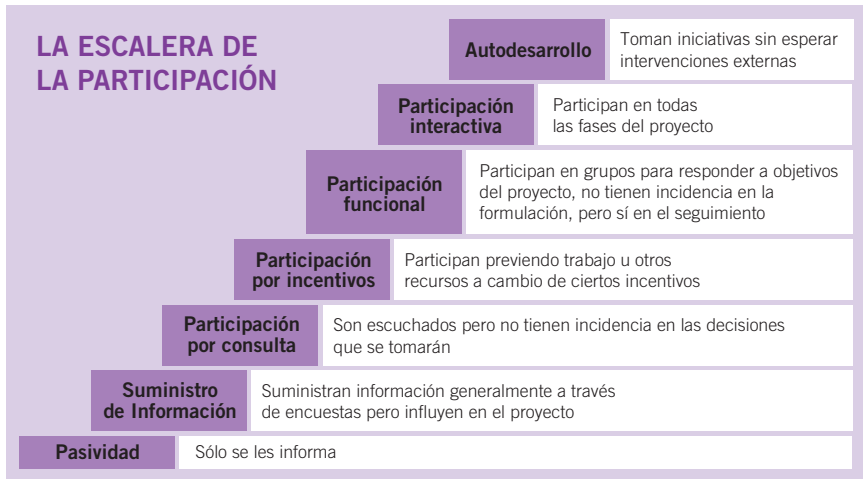 LA ESCALERA DE
LA PARTICIPACIÓN
Autodesarrollo
Toman iniciativas sin esperar
intervenciones externas
Participación
interactiva
Participan en todas
las fases del proyecto
Participación
funcional
Participan en grupos para responder a objetivos
del proyecto, no tienen incidencia en la
formulación, pero sí en el seguimiento
Participación
por incentivos
Participan previendo trabajo u otros
recursos a cambio de ciertos incentivos
Participación
por consulta
Son escuchados pero no tienen incidencia en las decisiones
que se tomarán
Suministro
de Información
Suministran información generalmente a través
de encuestas pero influyen en el proyecto
Pasividad
Sólo se les informa